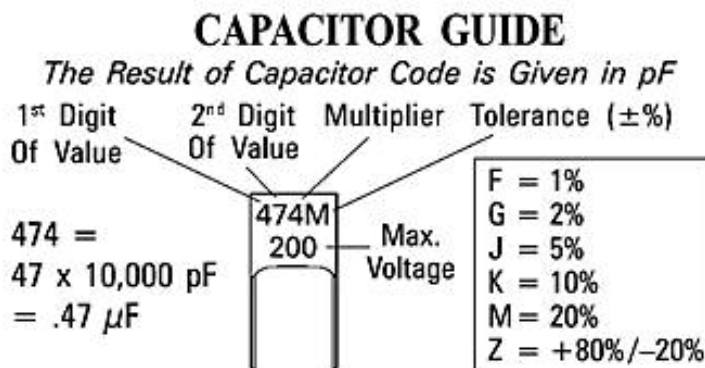 CAPACITOR GUIDE
The Result of Capacitor Code is Given in pF
1st Digit
Of Value
2nd Digit
Of Value
Multiplier
Tolerance (±%)
474M
200
Max.
Voltage
474 =
47 x 10,000 pF
= .47 µF
F = 1%
G = 2%
J = 5%
K = 10%
M = 20%
Z = +80%/–20%